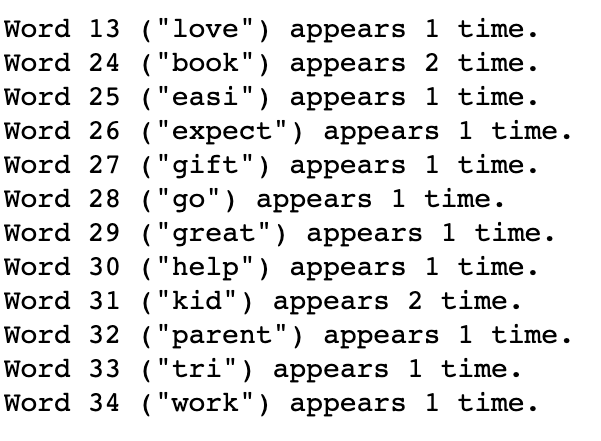 Word 13 ("love") appears 1 time.
Word 24 ("book") appears 2 time.
Word 25 ("easi") appears 1 time.
Word 26 ("expect") appears 1 time.
Word 27 ("gift") appears 1 time.
Word 28 ("go") appears 1 time.
Word 29 ("great") appears 1 time.
Word 30 ("help") appears 1 time.
Word 31 ("kid") appears 2 time.
Word 32 ("parent") appears 1 time.
Word 33 ("tri") appears 1 time.
Word 34 ("work") appears 1 time.